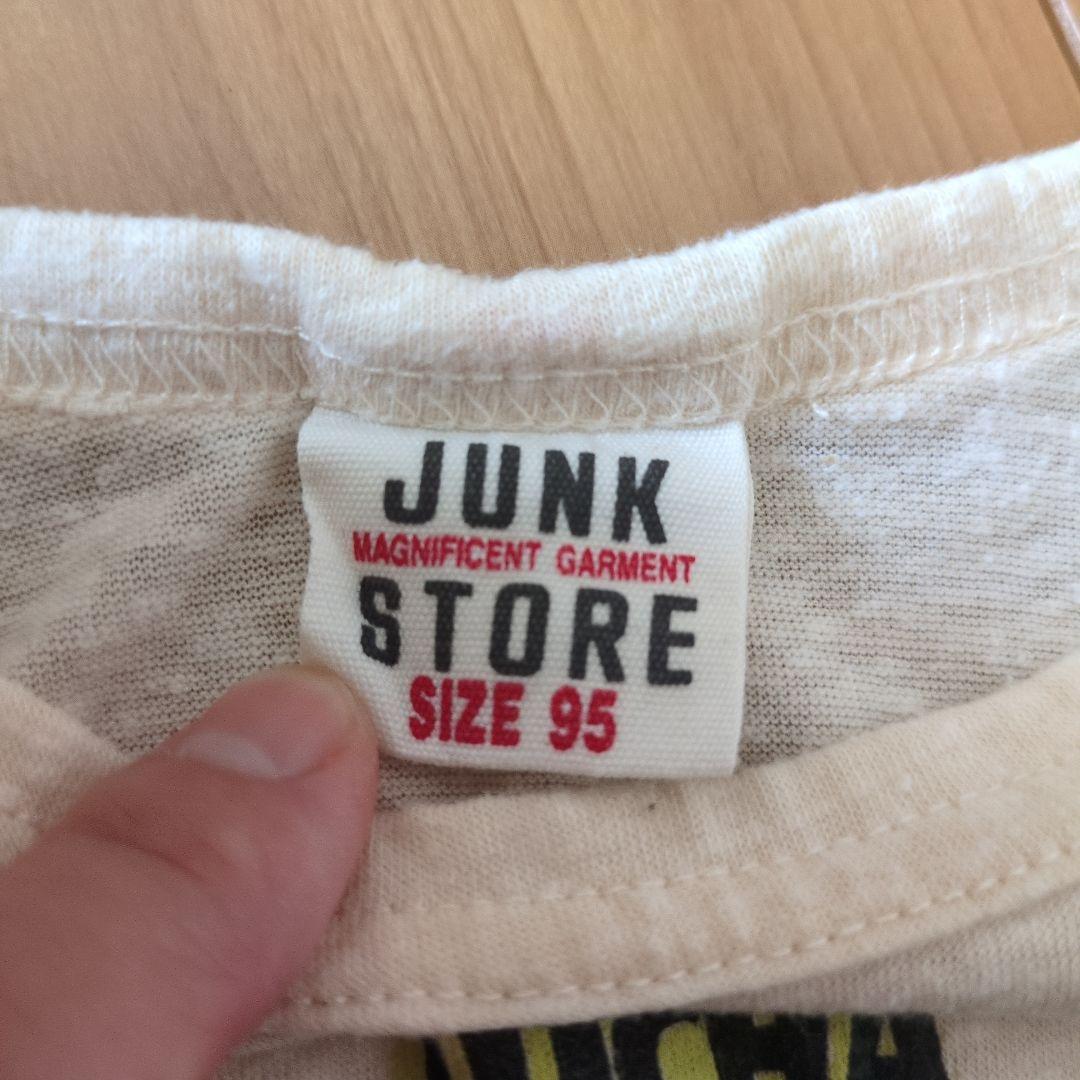 JUNK
MAGNIFICENT GARMENT
STORE
SIZE 95